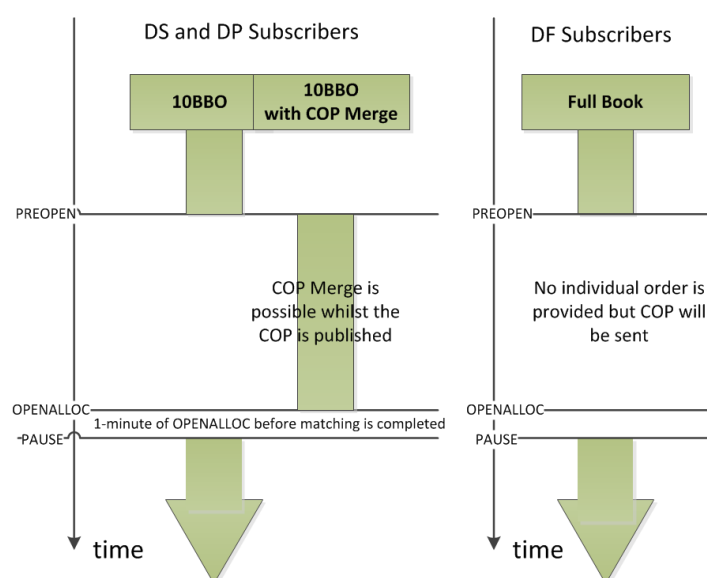 DS and DP Subscribers
10BBO
10BBO
with COP Merge
PREOPEN
COP Merge is
possible whilst the
COP is published
OPENALLOC
1-minute of OPENALLOC before matching is completed
PAUSE
time
DF Subscribers
Full Book
PREOPEN
No individual order is
provided but COP will
be sent
OPENALLOC
PAUSE
time